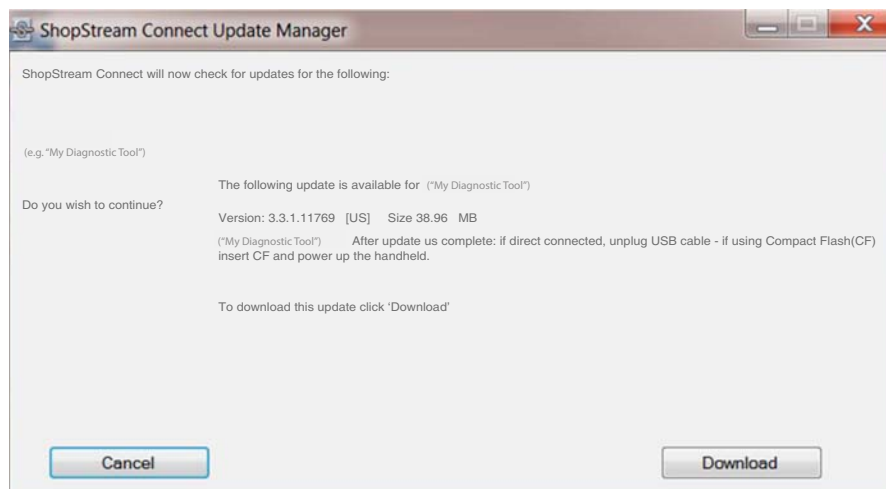 ShopStream Connect Update Manager
ShopStream Connect will now check for updates for the following:
(e.g. “My Diagnostic Tool”)
Do you wish to continue?
The following update is available for (“My Diagnostic Tool”)
Version: 3.3.1.11769 [US] Size 38.96 MB
(“My Diagnostic Tool”) After update us complete: if direct connected, unplug USB cable - if using Compact Flash(CF)
insert CF and power up the handheld.
To download this update click ‘Download’
Cancel
Download